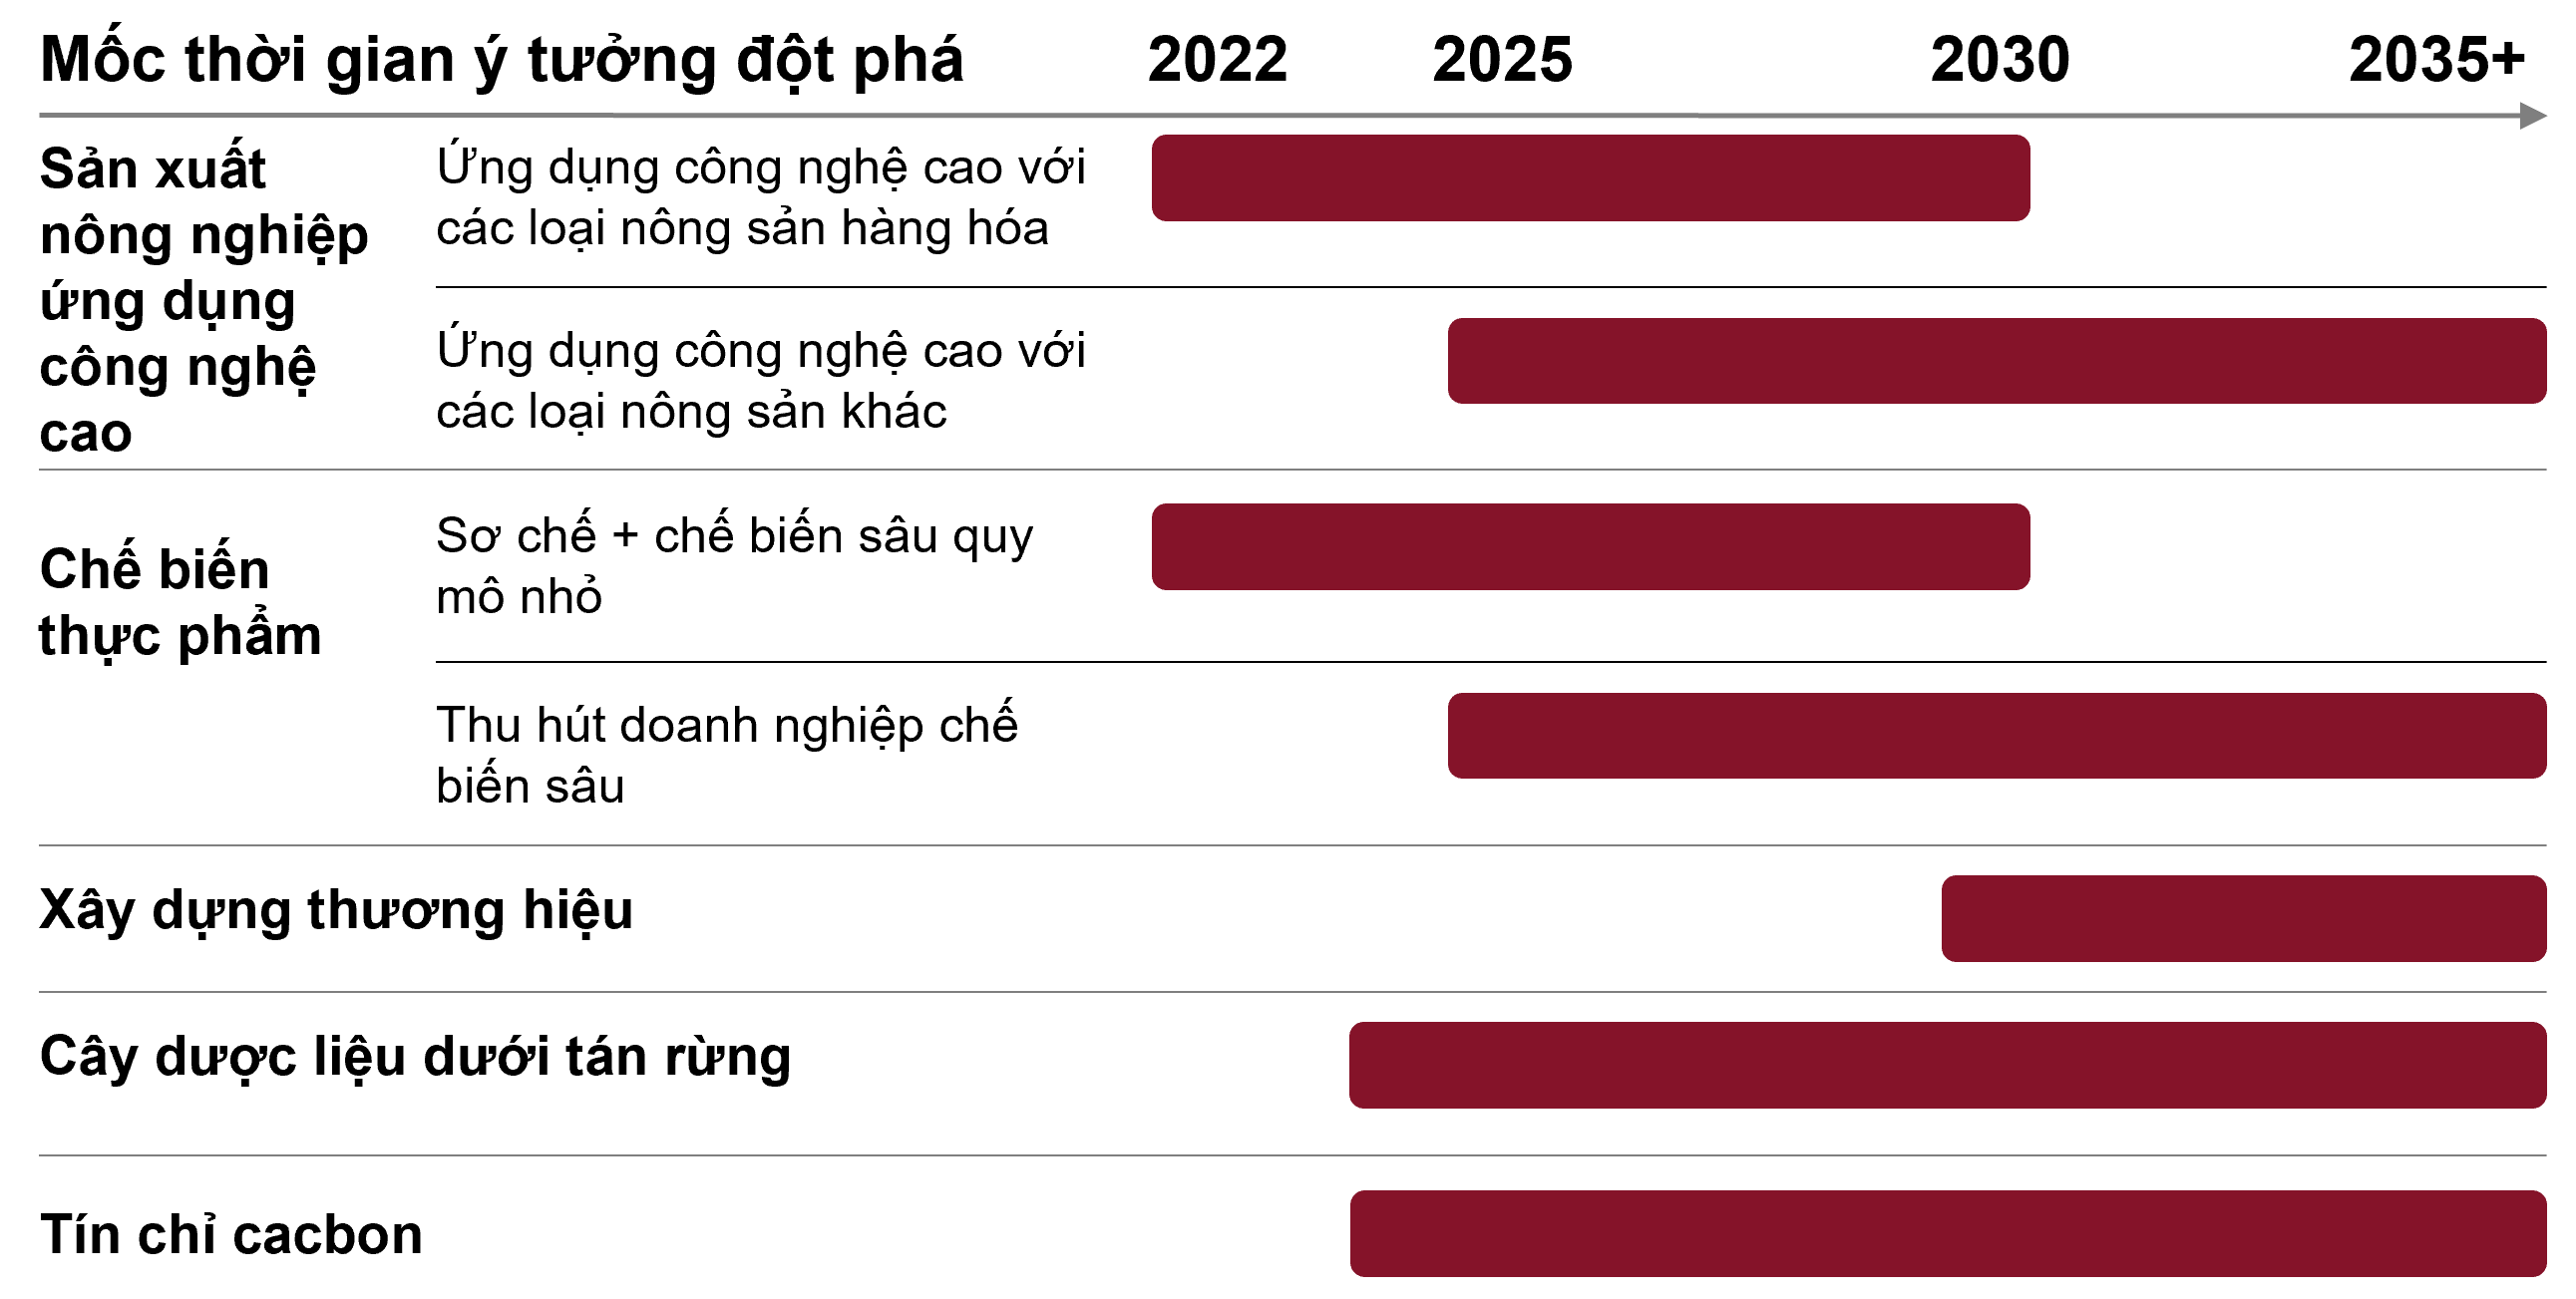 Mốc thời gian ý tưởng đột phá 2022 2025 2030 2035+
Sản xuất
nông nghiệp
ứng dụng
công nghệ
cao
Ứng dụng công nghệ cao với
các loại nông sản hàng hóa
Ứng dụng công nghệ cao với
các loại nông sản khác
Chế biến
thực phẩm
Sơ chế + chế biến sâu quy
mô nhỏ
Thu hút doanh nghiệp chế
biến sâu
Xây dựng thương hiệu
Cây dược liệu dưới tán rừng
Tín chỉ cacbon